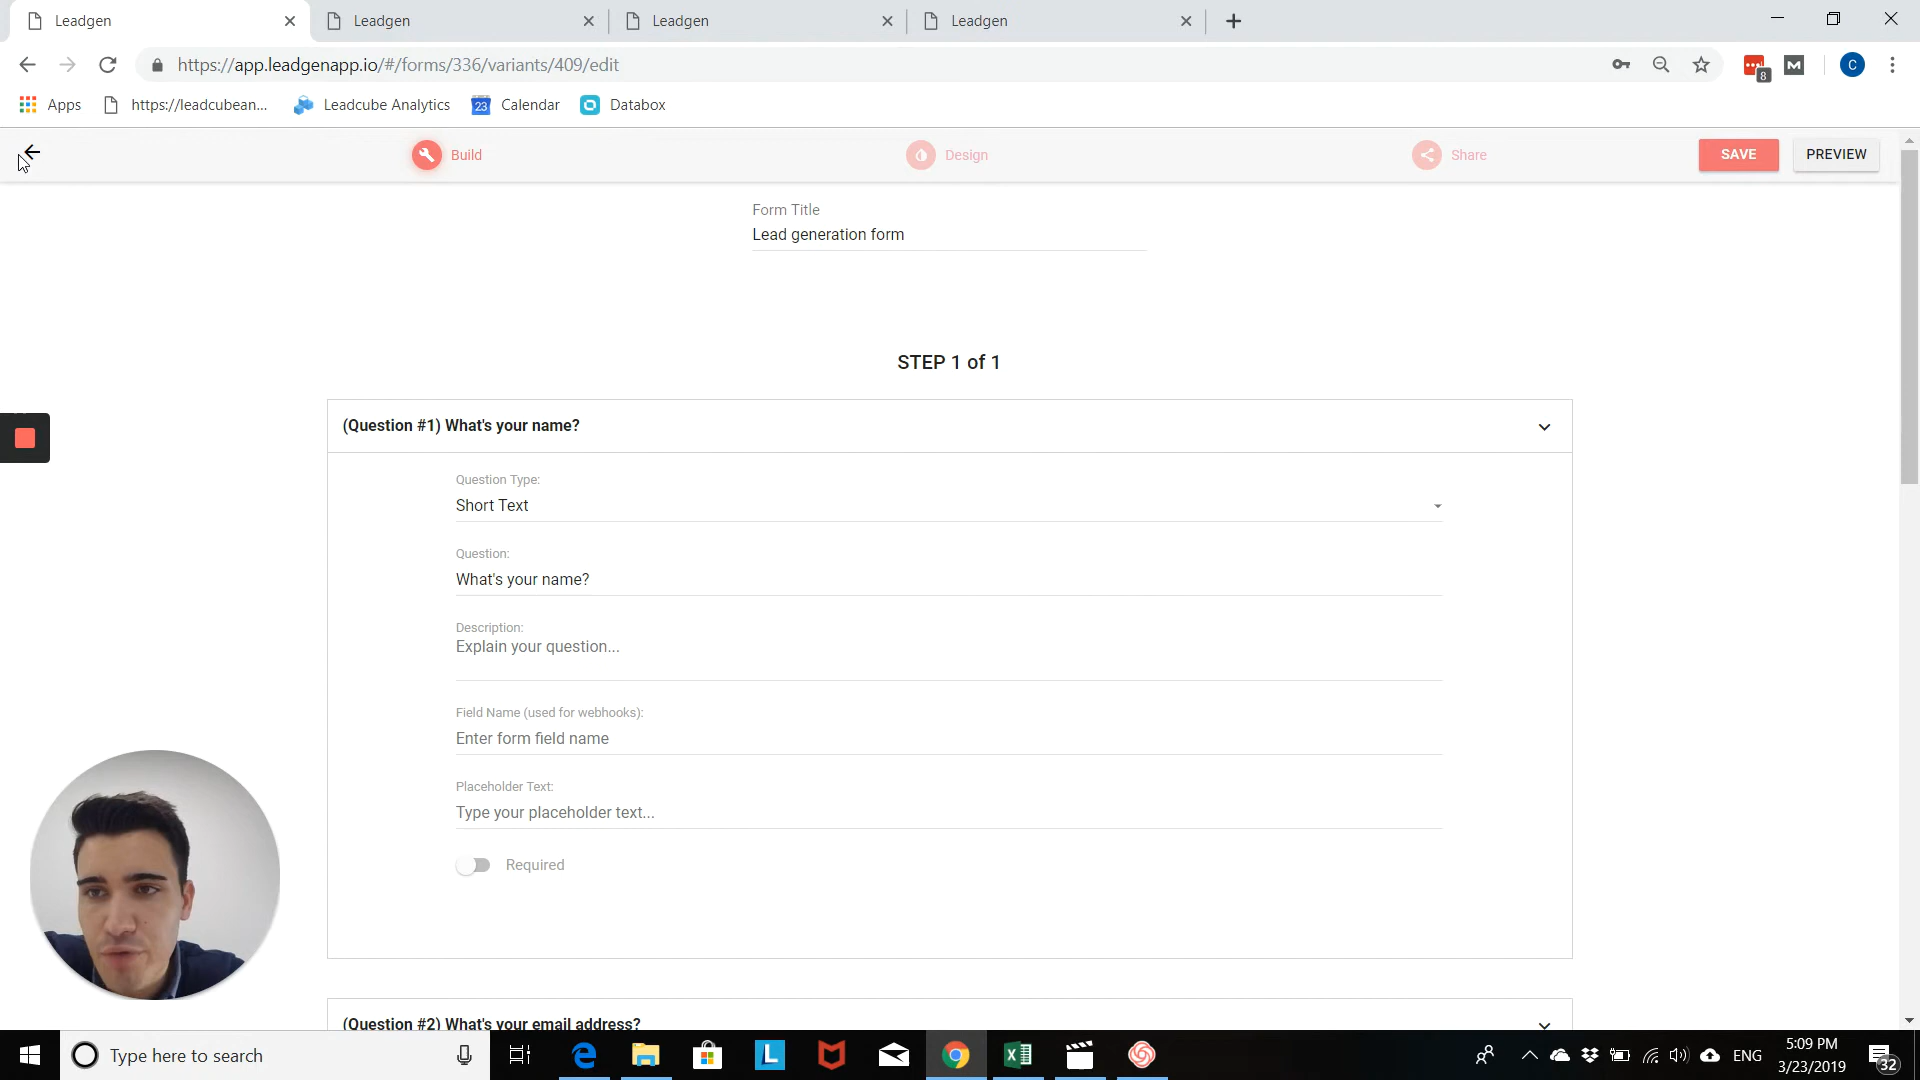 Leadgen
Leadgen
Leadgen
Leadgen
https://app.leadgenapp.io/#/forms/336/variants/409/edit
8
C
Apps
https://leadcubean...
Leadcube Analytics
23
Calendar
Databox
Build
Design
Share
SAVE
PREVIEW
Form Title
Lead generation form
STEP 1 of 1
(Question #1) What's your name?
Question Type:
Short Text
Question:
What's your name?
Description:
Explain your question...
Field Name (used for webhooks):
Enter form field name
Placeholder Text:
Type your placeholder text...
Required
(Question #2) What's your email address?
Type here to search
L
ENG
5:09 PM
3/23/2019
32